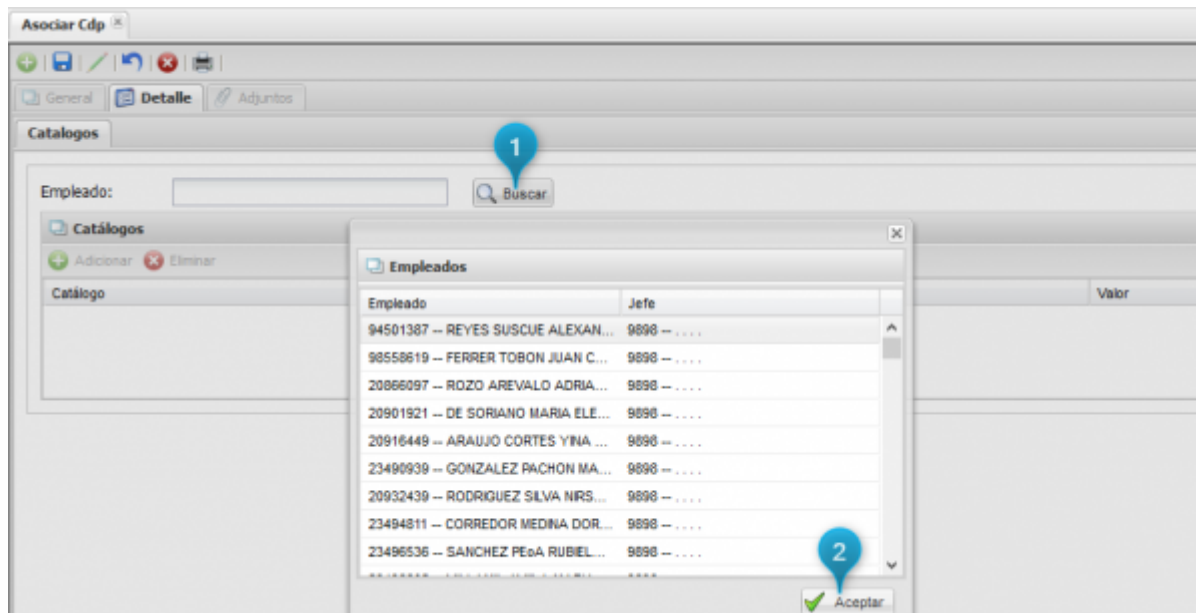 Asociar Cdp
General Detalle Adjuntos
Catalogos
1
Empleado: Buscar
Catálogos
Adicionar Eliminar
Catálogo Valor
Empleados
Empleado Jefe
94501387 -- REYES SUSCUE ALEXAN... 9898 -- . . . .
98558619 -- FERRER TOBON JUAN C... 9898 -- . . . .
20866097 -- ROZO AREVALO ADRIA... 9898 -- . . . .
20901921 -- DE SORIANO MARIA ELE... 9898 -- . . . .
20916449 -- ARAUJO CORTES YINA ... 9898 -- . . . .
23490939 -- GONZALEZ PACHON MA... 9898 -- . . . .
20932439 -- RODRIGUEZ SILVA NIRS... 9898 -- . . . .
23494811 -- CORREDOR MEDINA DOR... 9898 -- . . . .
23496536 -- SANCHEZ PEoA RUBIEL... 9898 -- . . . .
2
Aceptar